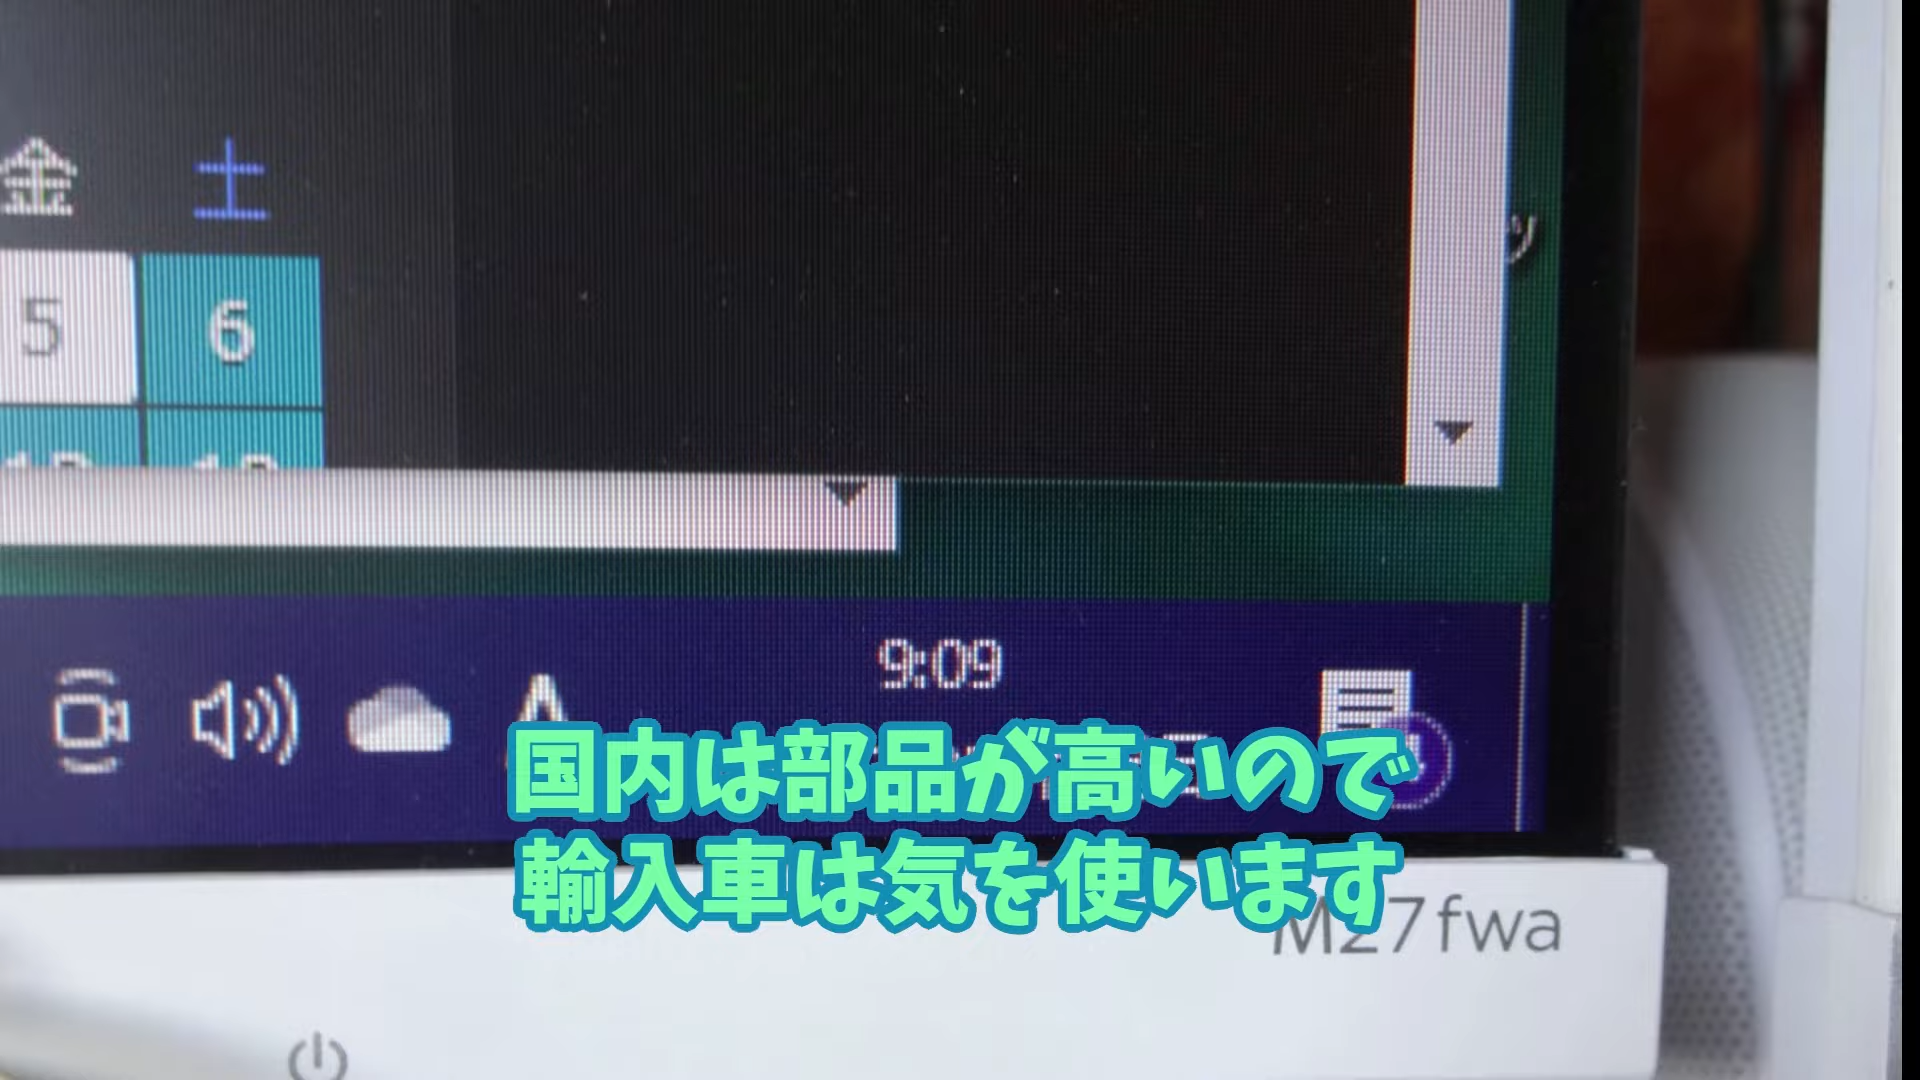 金 土
5 6
9:09
国内は部品が高いので
輸入車は気を使います
M27fwa